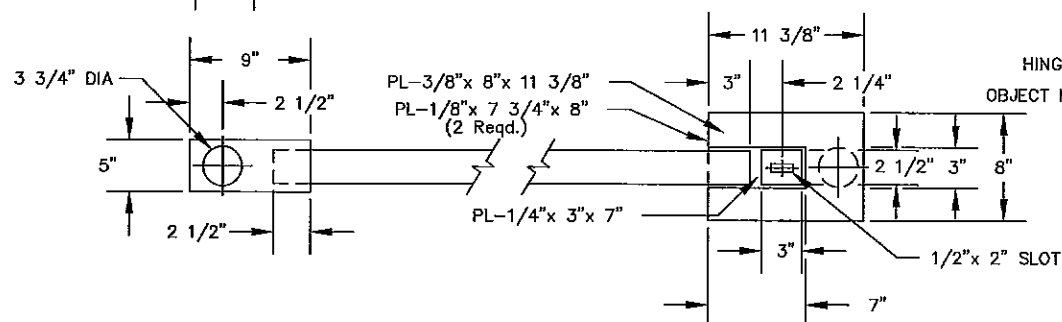 9"
11 3/8"
3 3/4" DIA
2 1/2"
PL-3/8"x 8"x 11 3/8"
3"
2 1/4"
HING
PL-1/8"x 7 3/4"x 8"
(2 Reqd.)
OBJECT
5"
2 1/2"
3"
8"
PL-1/4"x 3"x 7"
2 1/2"
3"
1/2"x 2" SLOT
7"